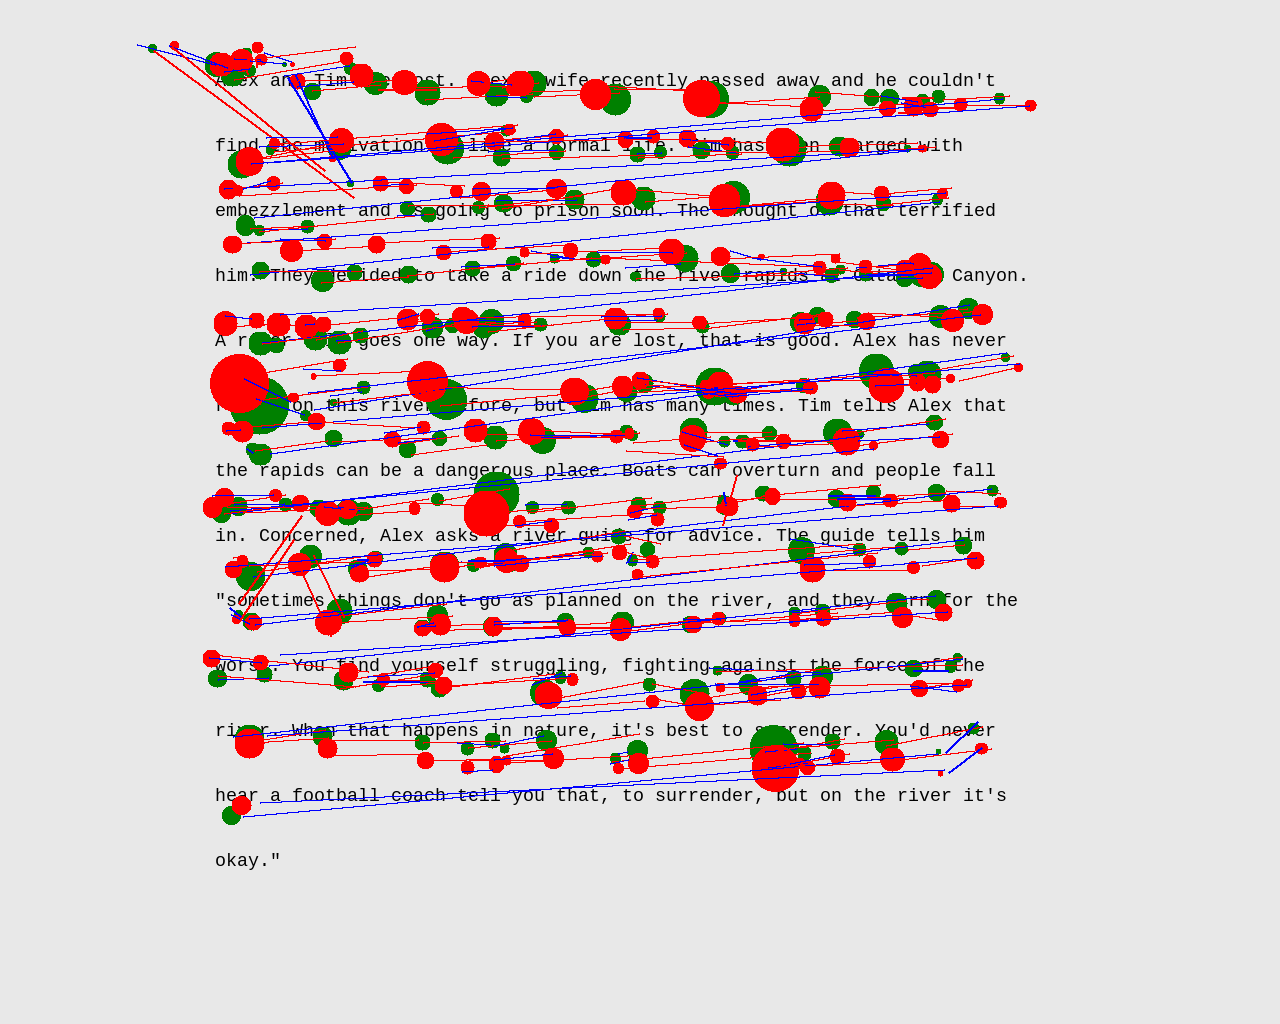 Alex and Tim are lost. Alex's wife recently passed away and he couldn't
find the motivation to live a normal life. Tim has been charged with
embezzlement and is going to prison soon. The thought of that terrified
him. They decided to take a ride down the river rapids at Cataract Canyon.
A river goes one way. If you are lost, that is good. Alex has never
on this river before, but Tim has many times. Tim tells Alex that
the rapids can be a dangerous place. Boats can overturn and people fall
in. Concerned, Alex asks a river guide for advice. The guide tells him
"sometimes things don't go as planned on the river, and they turn for the
worse. You find yourself struggling, fighting against the force of the
river. When that happens in nature, it's best to surrender. You'd never
hear a football coach tell you that, to surrender, but on the river it's
okay."